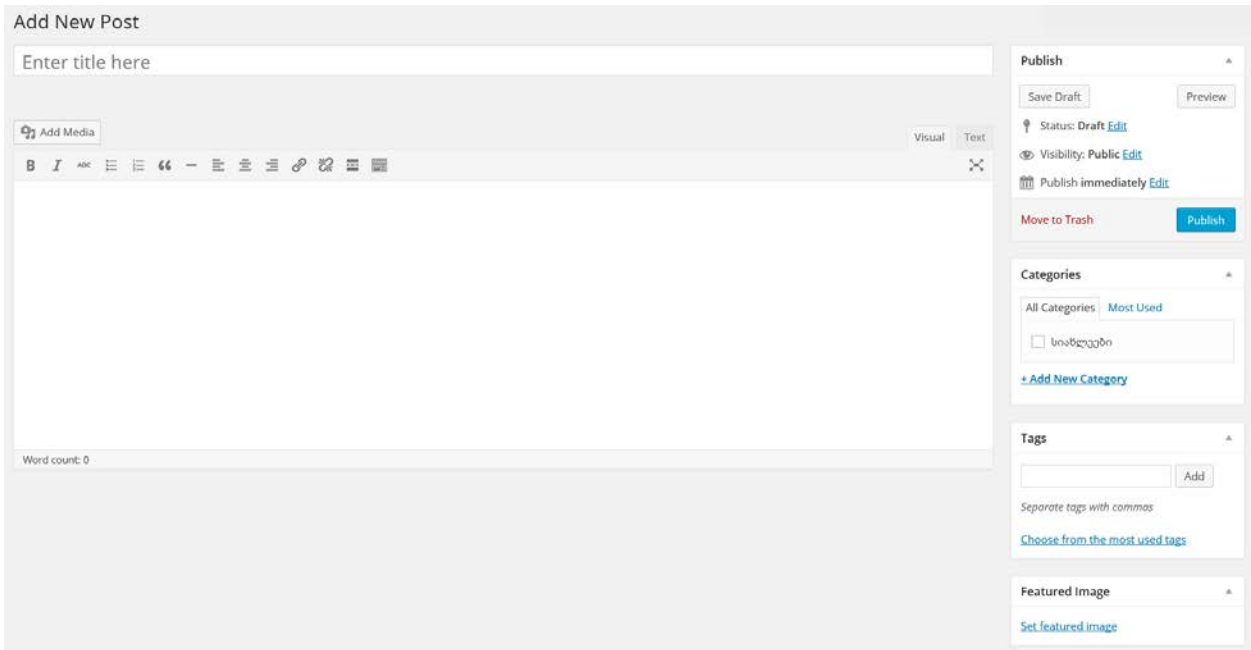 Add New Post
Enter title here
Add Media
Visual Text
B I ABC
Word count: 0
Publish
Save Draft Preview
Status: Draft Edit
Visibility: Public Edit
Publish immediately Edit
Move to Trash Publish
Categories
All Categories Most Used
სიახლეები
+ Add New Category
Tags
Add
Separate tags with commas
Choose from the most used tags
Featured Image
Set featured image